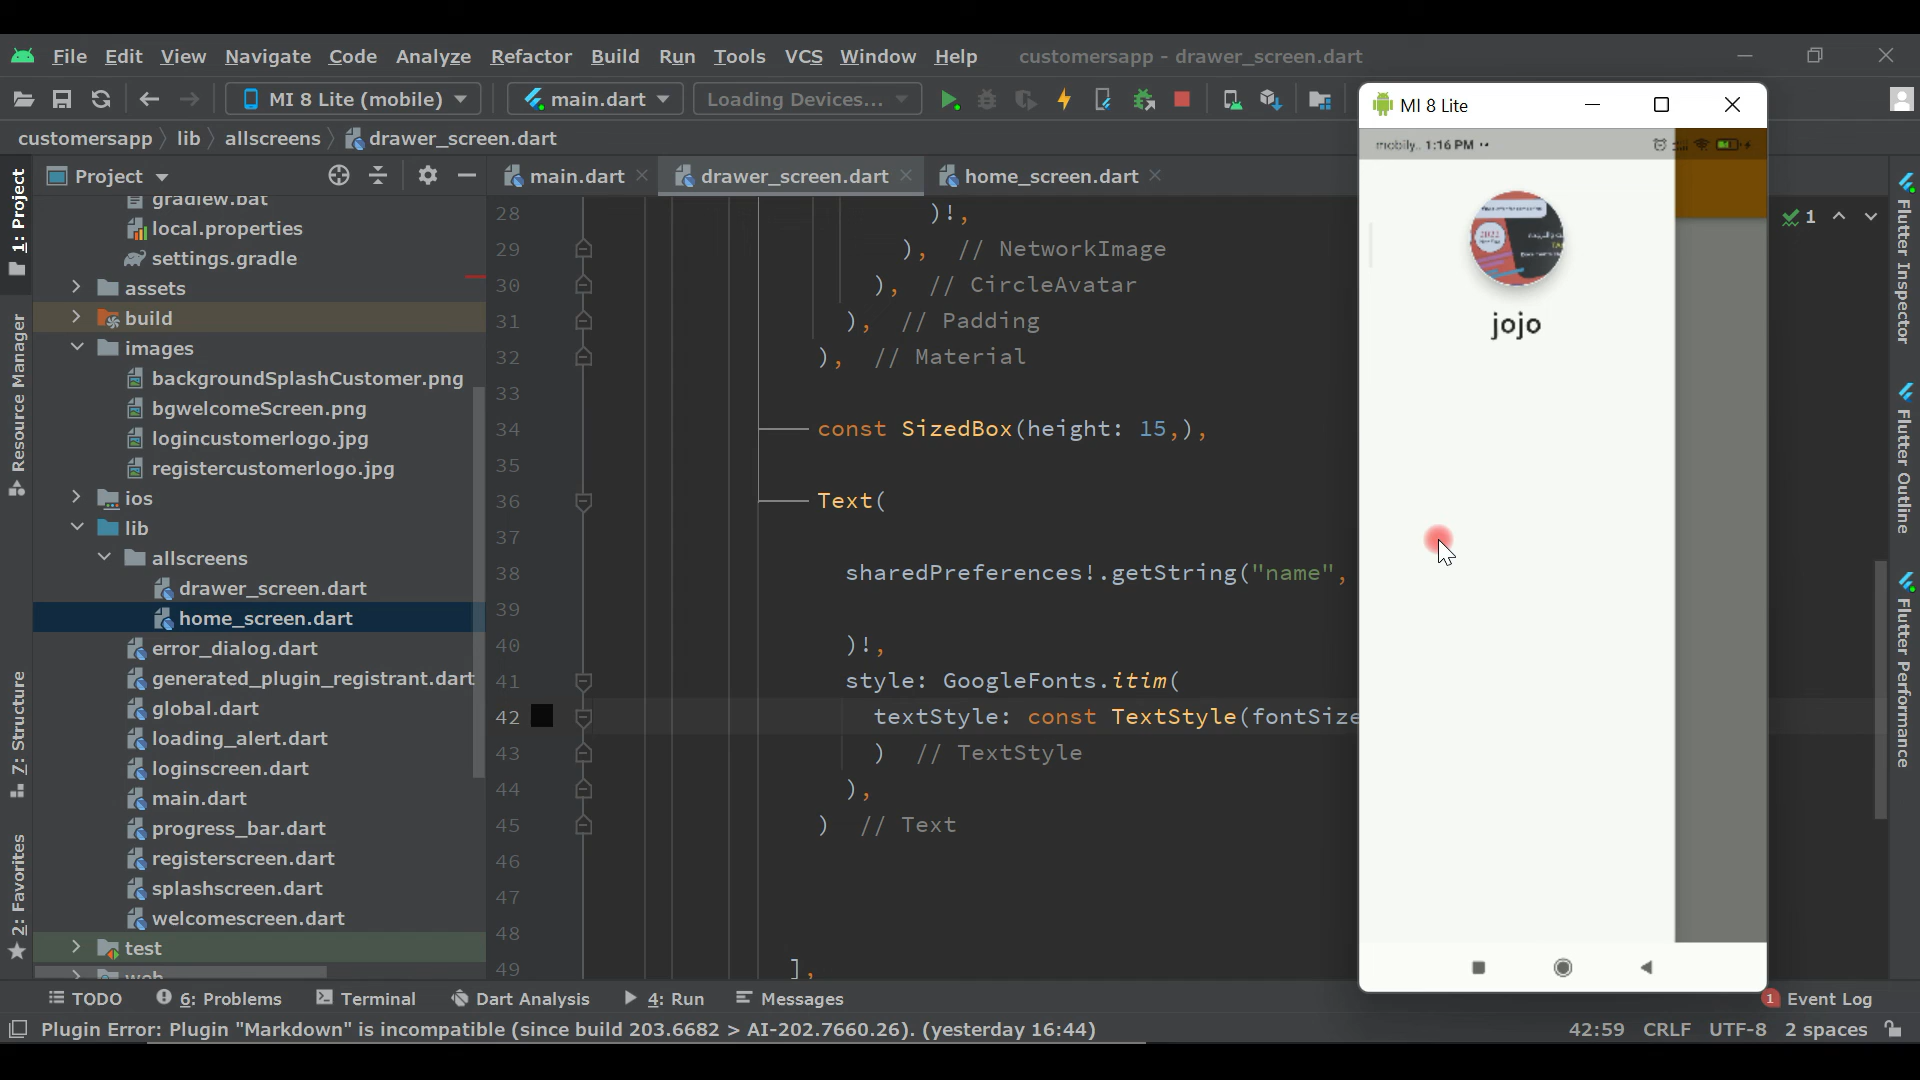 File Edit View Navigate Code Analyze Refactor Build Run Tools VCS Window Help customersapp - drawer_screen.dart
MI 8 Lite (mobile) main.dart Loading Devices...
customersapp lib allscreens drawer_screen.dart
Project
main.dart drawer_screen.dart home_screen.dart
1: Project
Resource Manager
Z: Structure
2: Favorites
gradlew.bat
local.properties
settings.gradle
assets
build
images
backgroundSplashCustomer.png
bgwelcomeScreen.png
logincustomerlogo.jpg
registercustomerlogo.jpg
ios
lib
allscreens
drawer_screen.dart
home_screen.dart
error_dialog.dart
generated_plugin_registrant.dart
global.dart
loading_alert.dart
loginscreen.dart
main.dart
progress_bar.dart
registerscreen.dart
splashscreen.dart
welcomescreen.dart
test
web
28 )!,
29 ), // NetworkImage
30 ), // CircleAvatar
31 ), // Padding
32 ), // Material
33
34 const SizedBox(height: 15,),
35
36 Text(
37
38 sharedPreferences!.getString("name",
39
40 )!,
41 style: GoogleFonts.itim(
42 textStyle: const TextStyle(fontSize
43 ) // TextStyle
44 ),
45 ) // Text
46
47
48
49 ],
1
MI 8 Lite
mobily.. 1:16 PM
2022
jojo
Flutter Inspector
Flutter Outline
Flutter Performance
TODO 6: Problems Terminal Dart Analysis 4: Run Messages 1 Event Log
Plugin Error: Plugin "Markdown" is incompatible (since build 203.6682 > AI-202.7660.26). (yesterday 16:44) 42:59 CRLF UTF-8 2 spaces